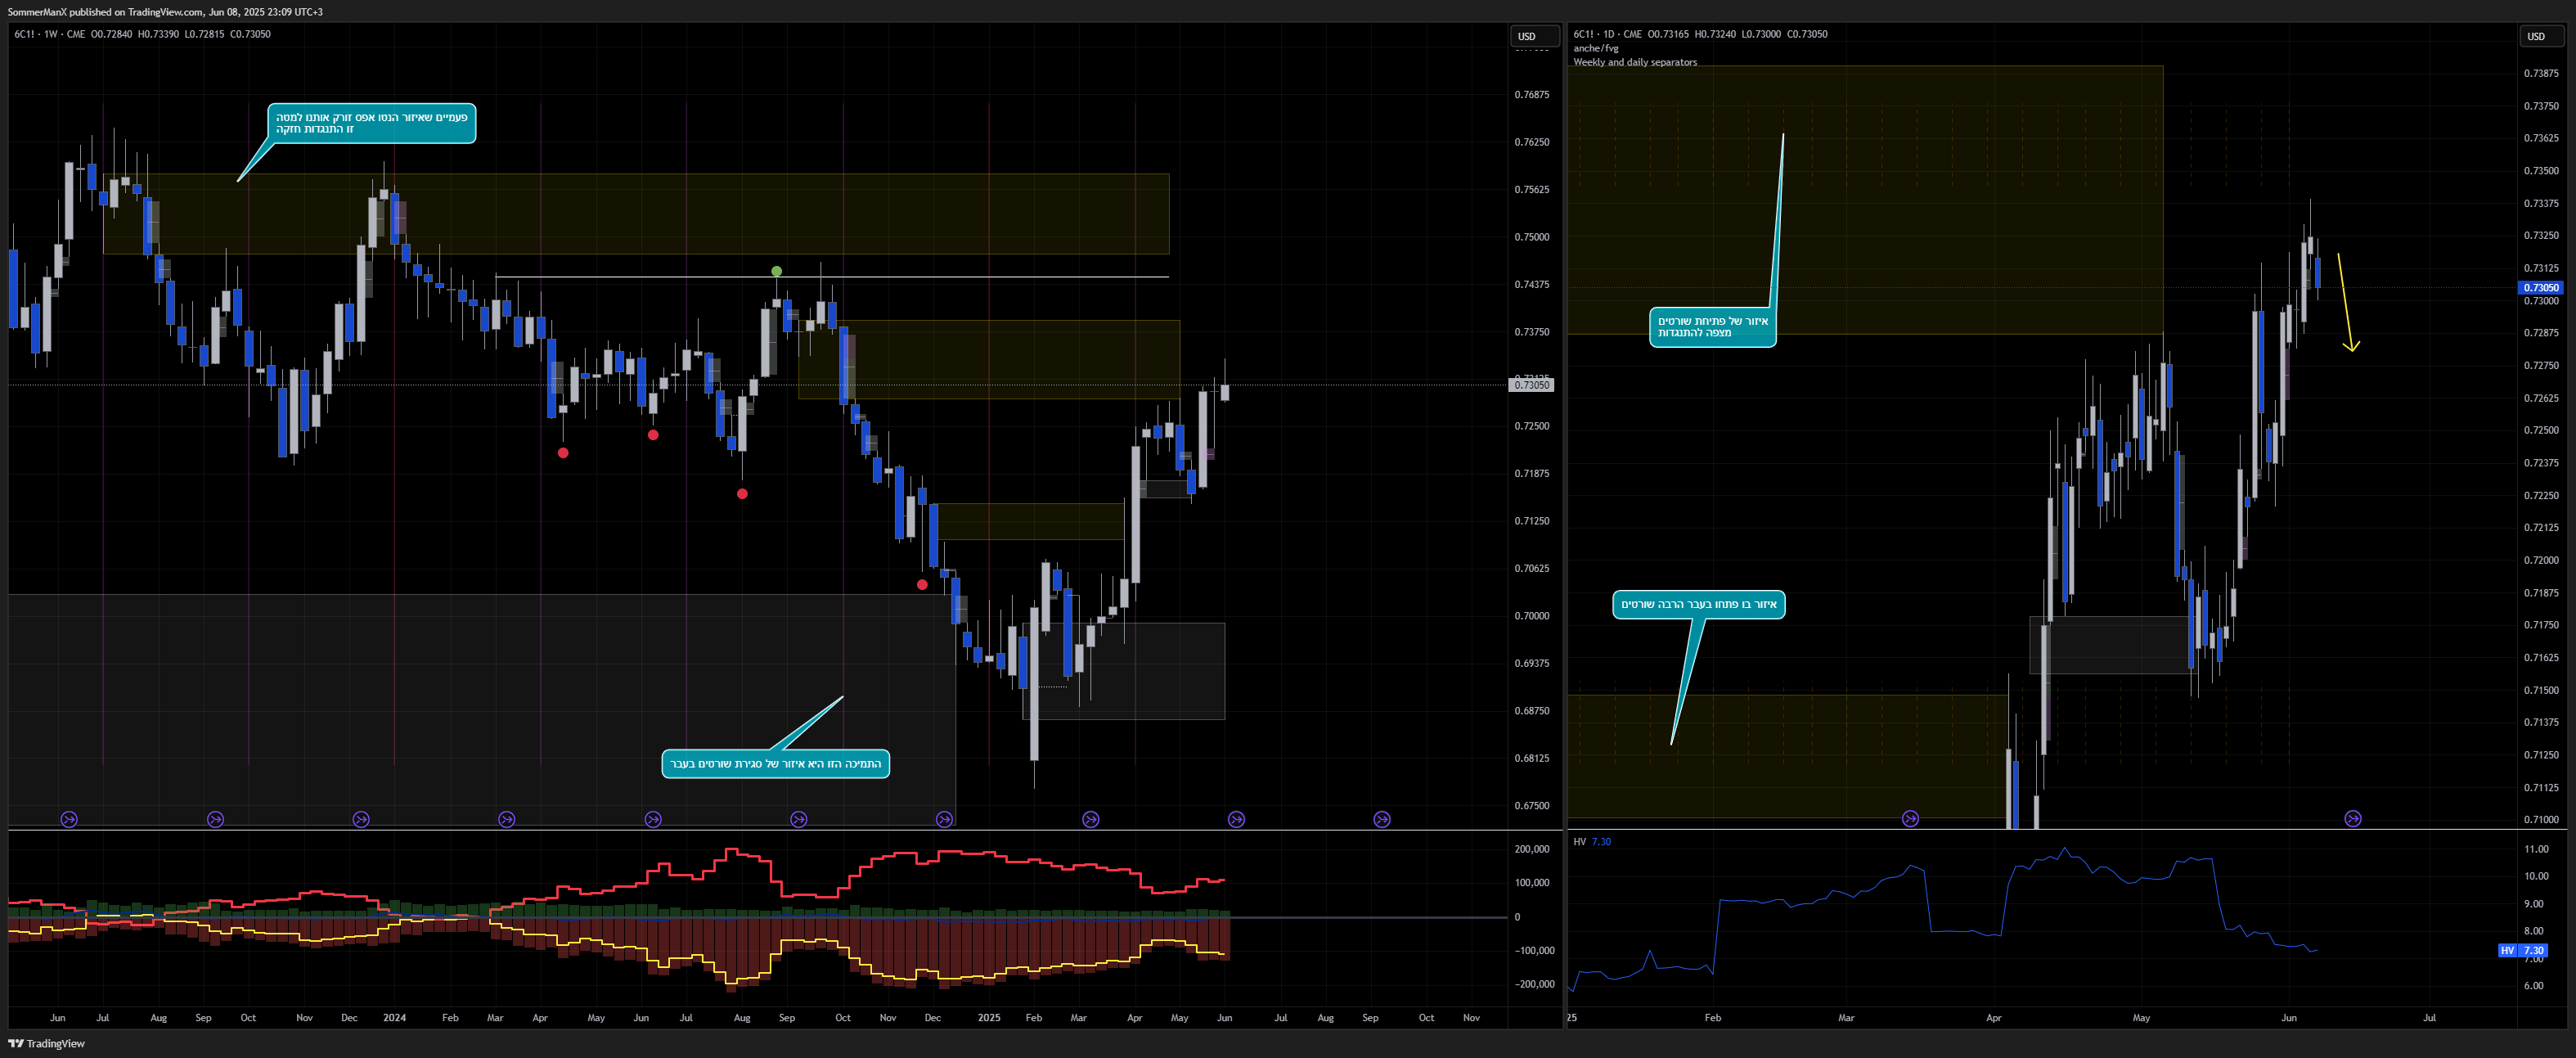 SommerManX published on TradingView.com, Jun 08, 2025 23:09 UTC+3
6C1! · 1W · CME O0.72840 H0.73390 L0.72815 C0.73050
USD
פעמיים שאיזור הנטו אפס זורק אותנו למטה
זו התנגדות חזקה
התמיכה הזו היא איזור של סגירת שורטים בעבר
0.76875
0.76250
0.75625
0.75000
0.74375
0.73750
0.73050
0.72500
0.71875
0.71250
0.70625
0.70000
0.69375
0.68750
0.68125
0.67500
200,000
100,000
0
−100,000
−200,000
Jun Jul Aug Sep Oct Nov Dec 2024 Feb Mar Apr May Jun Jul Aug Sep Oct Nov Dec 2025 Feb Mar Apr May Jun Jul Aug Sep Oct Nov
6C1! · 1D · CME O0.73165 H0.73240 L0.73000 C0.73050
anche/fvg
Weekly and daily separators
USD
איזור של פתיחת שורטים
מצפה להתנגדות
איזור בו פתחו בעבר הרבה שורטים
0.73875
0.73750
0.73625
0.73500
0.73375
0.73250
0.73125
0.73050
0.73000
0.72875
0.72750
0.72625
0.72500
0.72375
0.72250
0.72125
0.72000
0.71875
0.71750
0.71625
0.71500
0.71375
0.71250
0.71125
0.71000
HV 7.30
11.00
10.00
9.00
8.00
HV 7.30
7.00
6.00
25 Feb Mar Apr May Jun Jul
TradingView